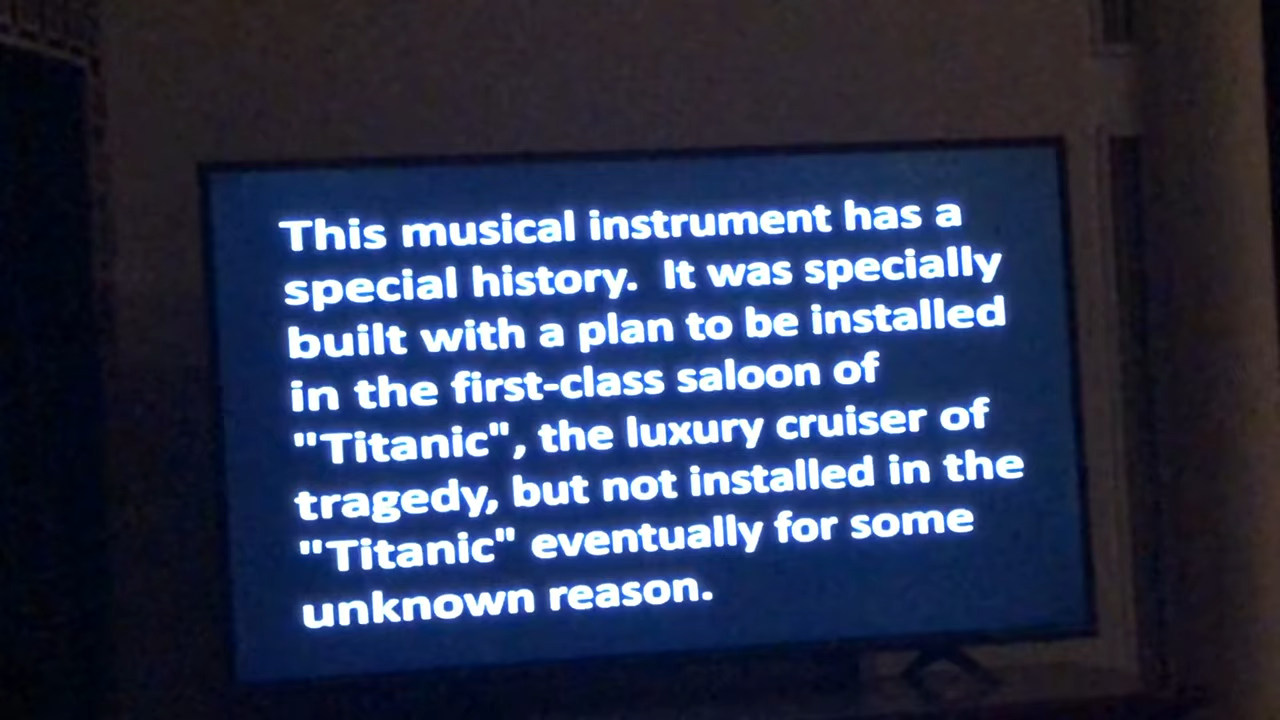 This musical instrument has a
special history.  It was specially
built with a plan to be installed
in the first-class saloon of
"Titanic", the luxury cruiser of
tragedy, but not installed in the
"Titanic" eventually for some
unknown reason.